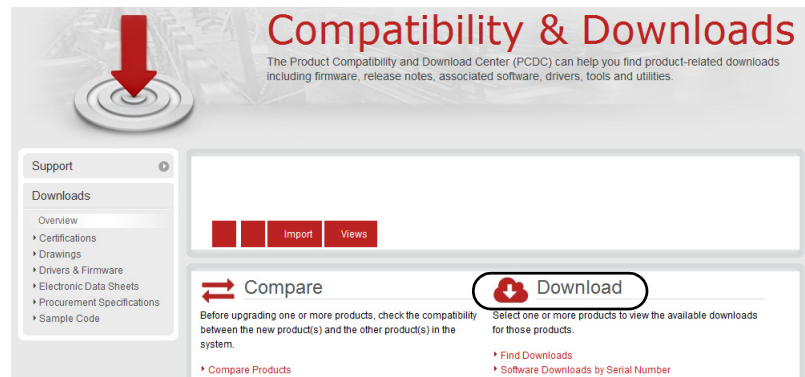 Compatibility & Downloads
The Product Compatibility and Download Center (PCDC) can help you find product-related downloads
including firmware, release notes, associated software, drivers, tools and utilities.
Support
Downloads
Overview
Certifications
Drawings
Drivers & Firmware
Electronic Data Sheets
Procurement Specifications
Sample Code
Import
Views
Compare
Before upgrading one or more products, check the compatibility
between the new product(s) and the other product(s) in the
system.
Compare Products
Download
Select one or more products to view the available downloads
for those products.
Find Downloads
Software Downloads by Serial Number